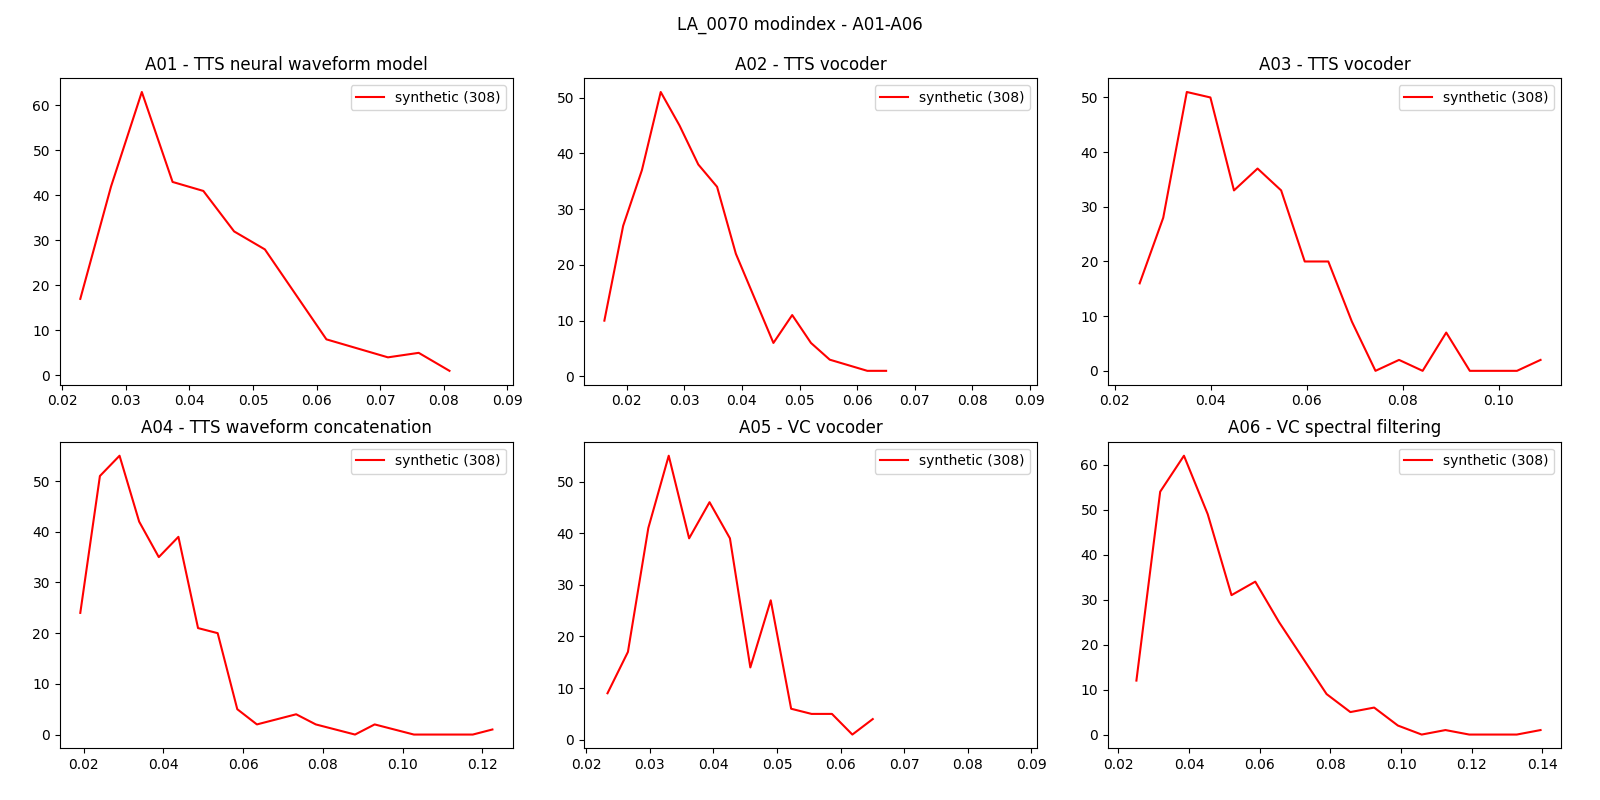 LA_0070 modindex - A01-A06
A01 - TTS neural waveform model
synthetic (308)
60
50
40
30
20
10
0
0.02 0.03 0.04 0.05 0.06 0.07 0.08 0.09
A02 - TTS vocoder
synthetic (308)
50
40
30
20
10
0
0.02 0.03 0.04 0.05 0.06 0.07 0.08 0.09
A03 - TTS vocoder
synthetic (308)
50
40
30
20
10
0
0.02 0.04 0.06 0.08 0.10
A04 - TTS waveform concatenation
synthetic (308)
50
40
30
20
10
0
0.02 0.04 0.06 0.08 0.10 0.12
A05 - VC vocoder
synthetic (308)
50
40
30
20
10
0
0.02 0.03 0.04 0.05 0.06 0.07 0.08 0.09
A06 - VC spectral filtering
synthetic (308)
60
50
40
30
20
10
0
0.02 0.04 0.06 0.08 0.10 0.12 0.14